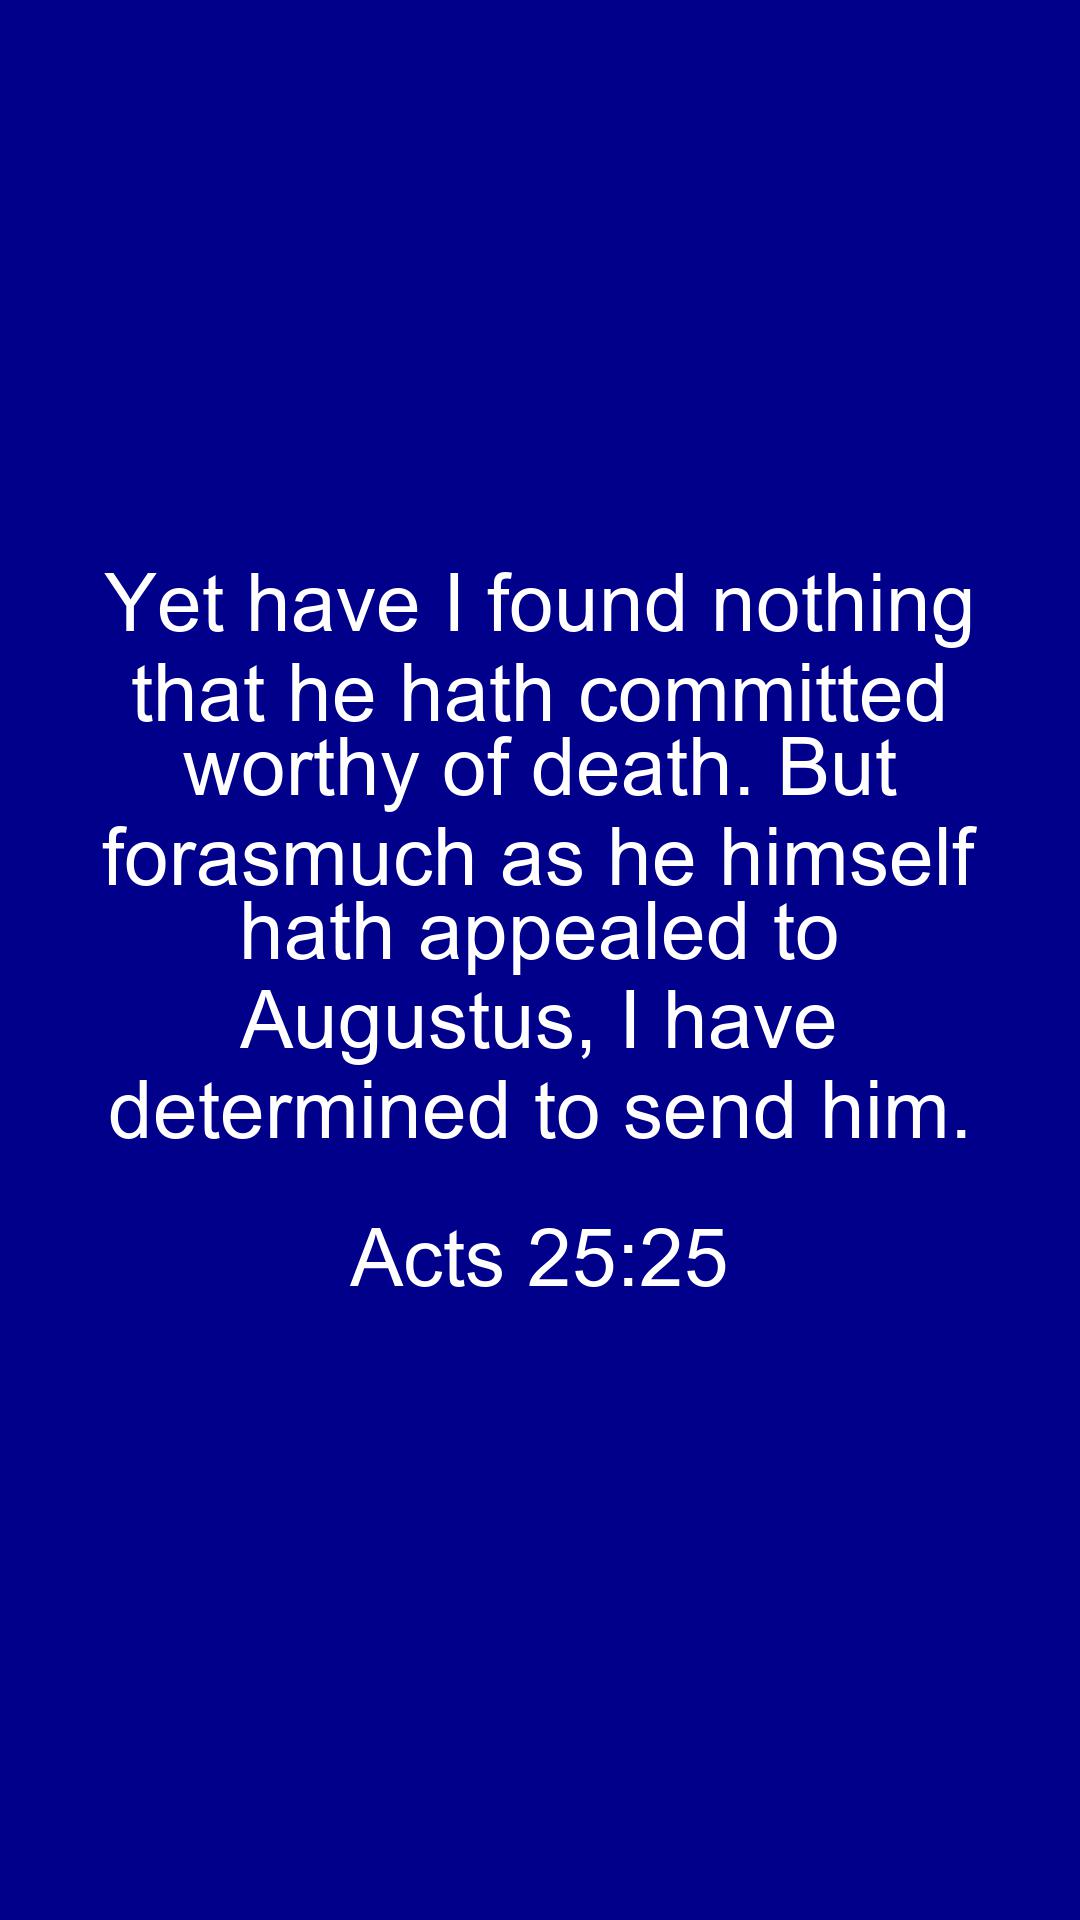 Yet have I found nothing
that he hath committed
worthy of death. But
forasmuch as he himself
hath appealed to
Augustus, I have
determined to send him.
Acts 25:25